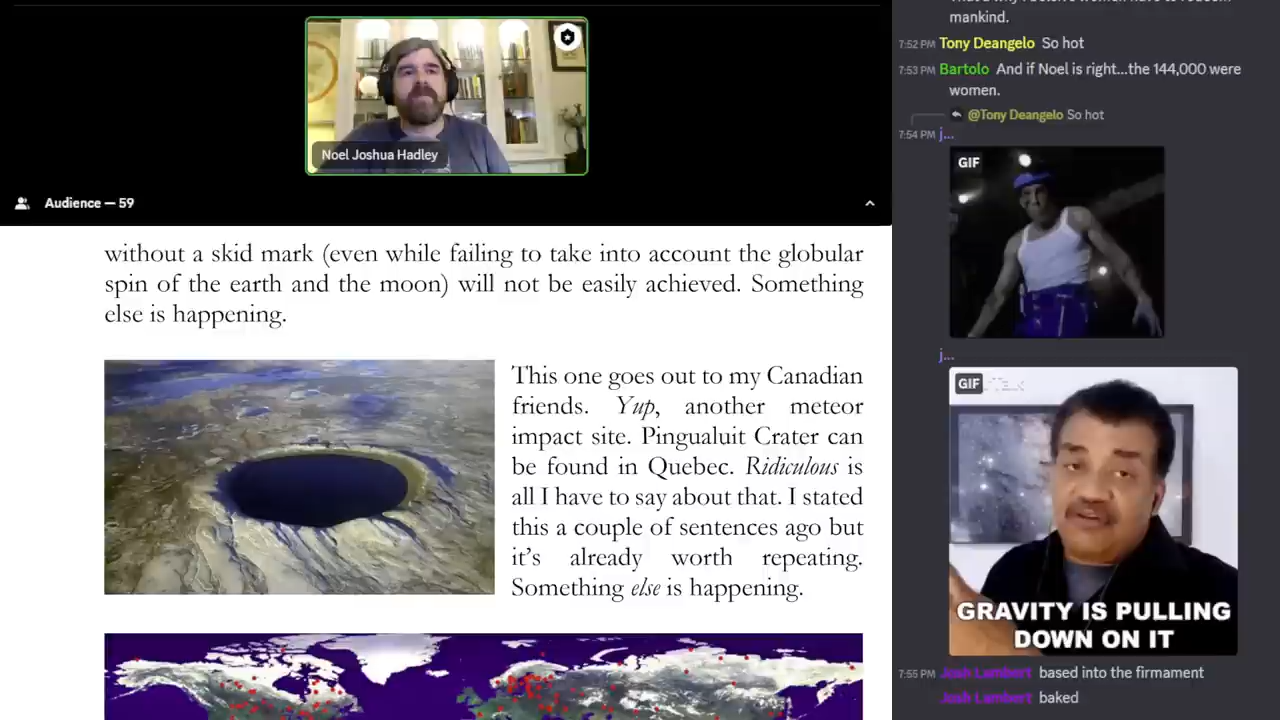 Noel Joshua Hadley
Audience — 59
without a skid mark (even while failing to take into account the globular
spin of the earth and the moon) will not be easily achieved. Something
else is happening.
This one goes out to my Canadian
friends. Yup, another meteor
impact site. Pingualuit Crater can
be found in Quebec. Ridiculous is
all I have to say about that. I stated
this a couple of sentences ago but
it's already worth repeating.
Something else is happening.
mankind.
7:52 PM Tony Deangelo So hot
7:53 PM Bartolo And if Noel is right...the 144,000 were
women.
@Tony Deangelo So hot
7:54 PM j...
GIF
j...
GIF
GRAVITY IS PULLING
DOWN ON IT
7:55 PM Josh Lambert based into the firmament
Josh Lambert baked